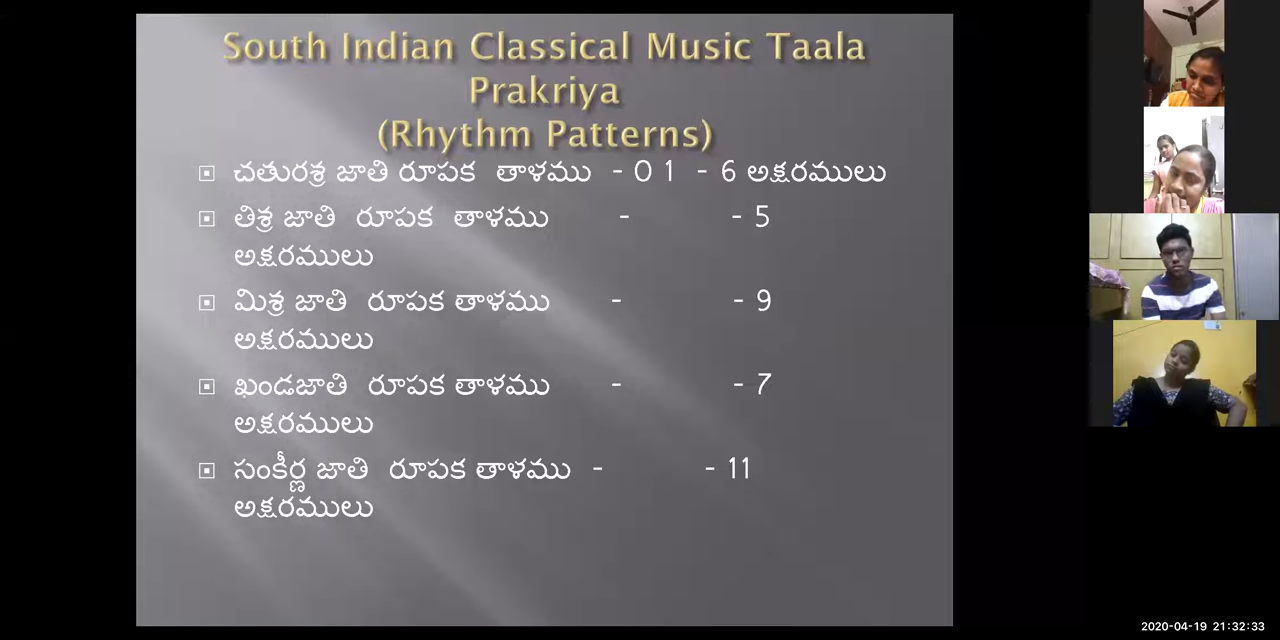 South Indian Classical Music Taala
Prakriya
(Rhythm Patterns)
చతురశ్ర జాతి రూపక తాళము - 0 1 - 6 అక్షరములు
తిశ్ర జాతి రూపక తాళము - - 5
అక్షరములు
మిశ్ర జాతి రూపక తాళము - - 9
అక్షరములు
ఖండజాతి రూపక తాళము - - 7
అక్షరములు
సంకీర్ణ జాతి రూపక తాళము - - 11
అక్షరములు
2020-04-19 21:32:33